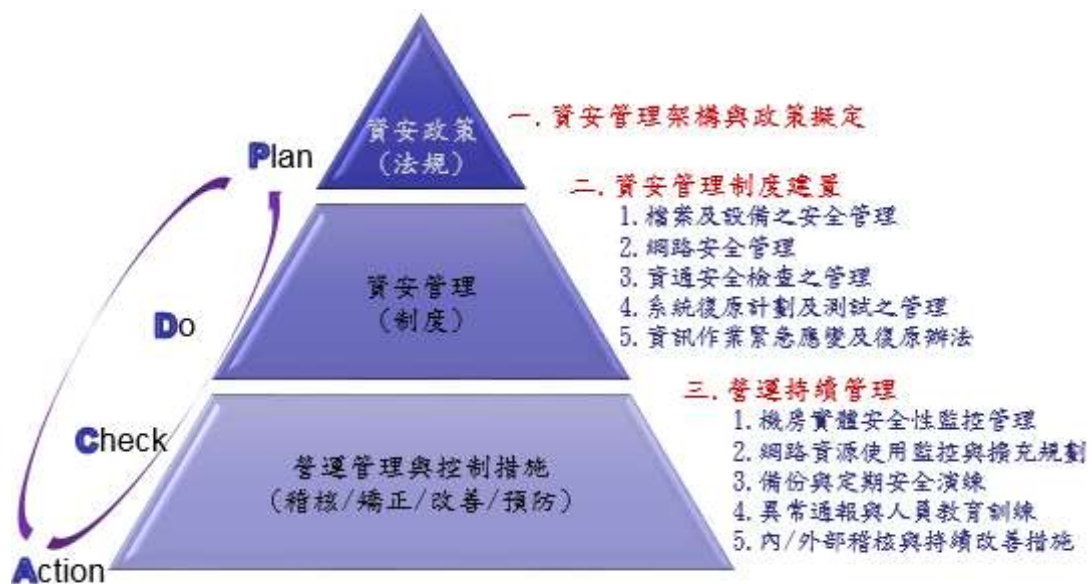 資安政策
(法規)
一.資安管理架構與政策擬定
Plan
二.資安管理制度建置
1.檔案及設備之安全管理
2.網路安全管理
3.資通安全檢查之管理
4.系統復原計劃及測試之管理
5.資訊作業緊急應變及復原辦法
資安管理
(制度)
Do
三.營運持續管理
1.機房實體安全性監控管理
2.網路資源使用監控與擴充規劃
3.備份與定期安全演練
4.異常通報與人員教育訓練
5.內/外部稽核與持續改善措施
Check
營運管理與控制措施
(稽核/矯正/改善/預防)
Action